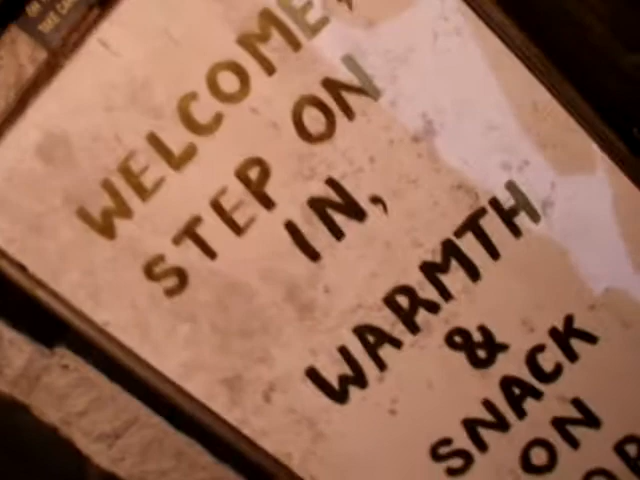 WELCOME,
STEP ON
IN,
WARMTH
&
SNACK
ON